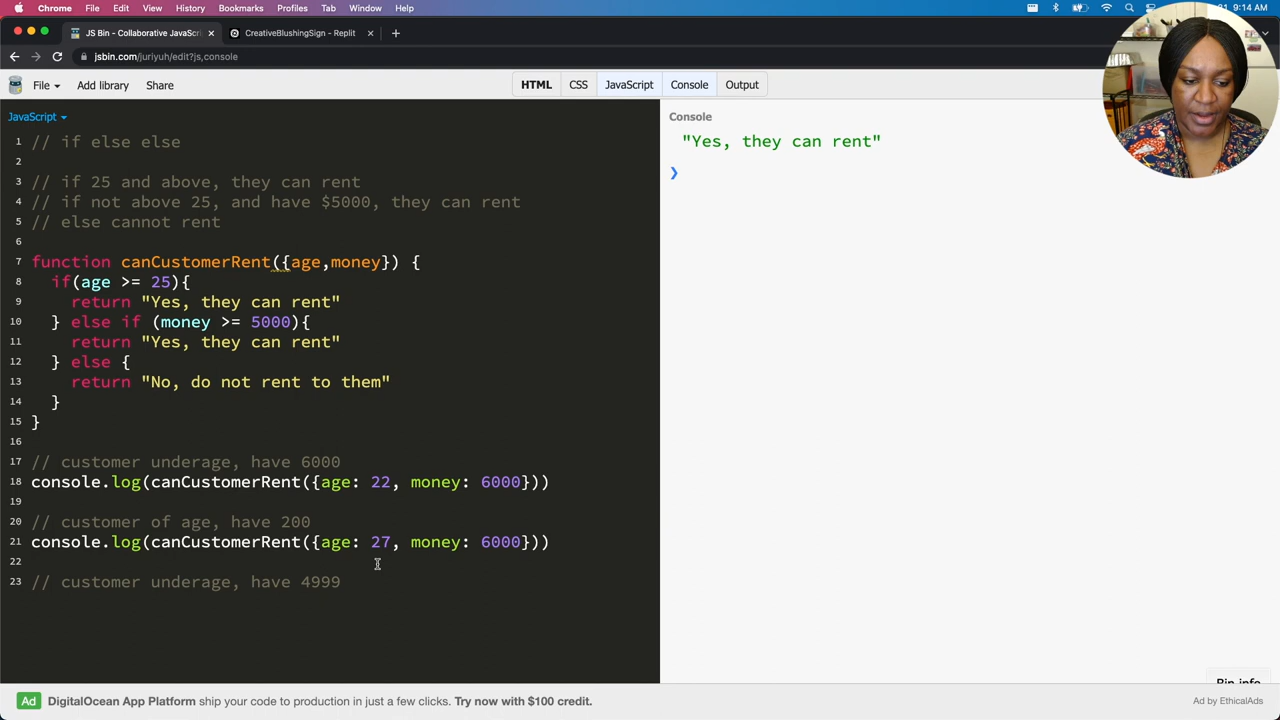 Chrome File Edit View History Bookmarks Profiles Tab Window Help 9:14 AM
JS Bin - Collaborative JavaScri CreativeBlushingSign - Replit
jsbin.com/juriyuh/edit?js,console
File Add library Share HTML CSS JavaScript Console Output
JavaScript
1 // if else else
2
3 // if 25 and above, they can rent
4 // if not above 25, and have $5000, they can rent
5 // else cannot rent
6
7 function canCustomerRent({age,money}) {
8 if(age >= 25){
9 return "Yes, they can rent"
10 } else if (money >= 5000){
11 return "Yes, they can rent"
12 } else {
13 return "No, do not rent to them"
14 }
15 }
16
17 // customer underage, have 6000
18 console.log(canCustomerRent({age: 22, money: 6000}))
19
20 // customer of age, have 200
21 console.log(canCustomerRent({age: 27, money: 6000}))
22
23 // customer underage, have 4999
Console
"Yes, they can rent"
Bin info
Ad DigitalOcean App Platform ship your code to production in just a few clicks. Try now with $100 credit. Ad by EthicalAds